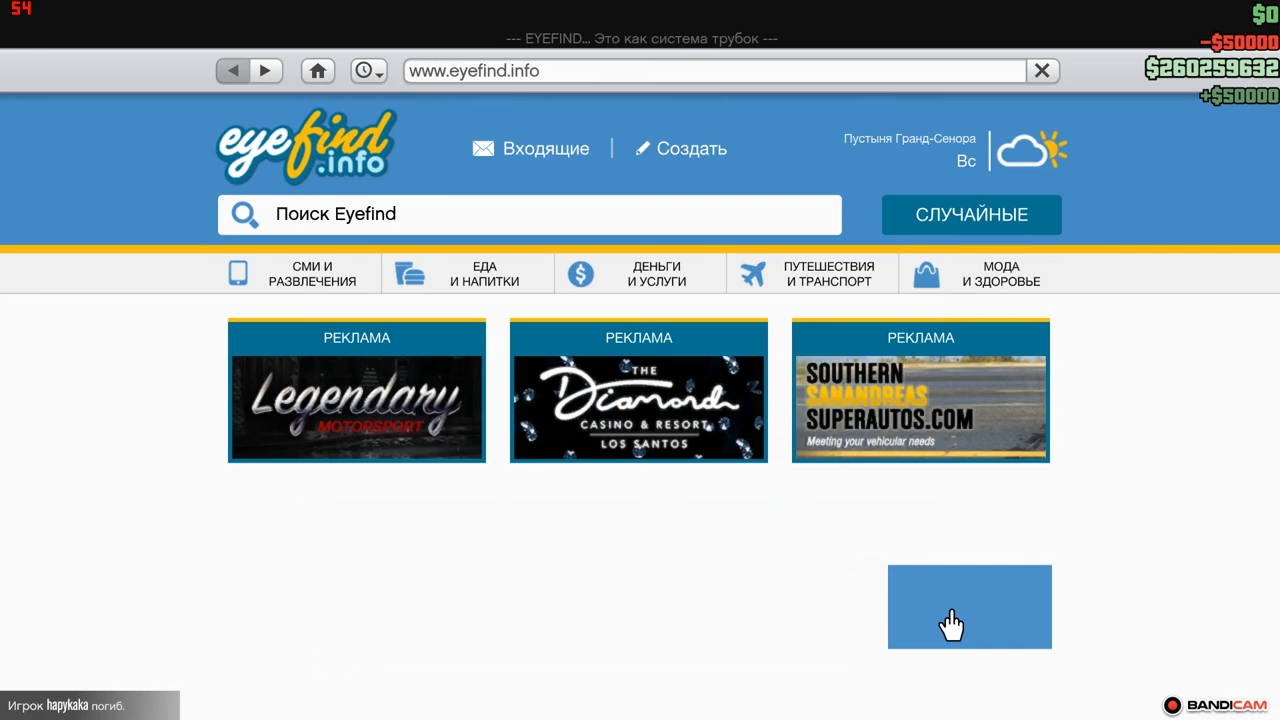 54
$0
--- EYEFIND... Это как система трубок ---
-$50000
www.eyefind.info
$260259632
+$50000
eyefind
.info
Входящие
Создать
Пустыня Гранд-Сенора
Вс
Поиск Eyefind
СЛУЧАЙНЫЕ
СМИ И
РАЗВЛЕЧЕНИЯ
ЕДА
И НАПИТКИ
ДЕНЬГИ
И УСЛУГИ
ПУТЕШЕСТВИЯ
И ТРАНСПОРТ
МОДА
И ЗДОРОВЬЕ
РЕКЛАМА
Legendary
MOTORSPORT
РЕКЛАМА
THE
Diamond
CASINO & RESORT
LOS SANTOS
РЕКЛАМА
SOUTHERN
SANANDREAS
SUPERAUTOS.COM
Meeting your vehicular needs
Игрок hapykaka погиб.
BANDICAM